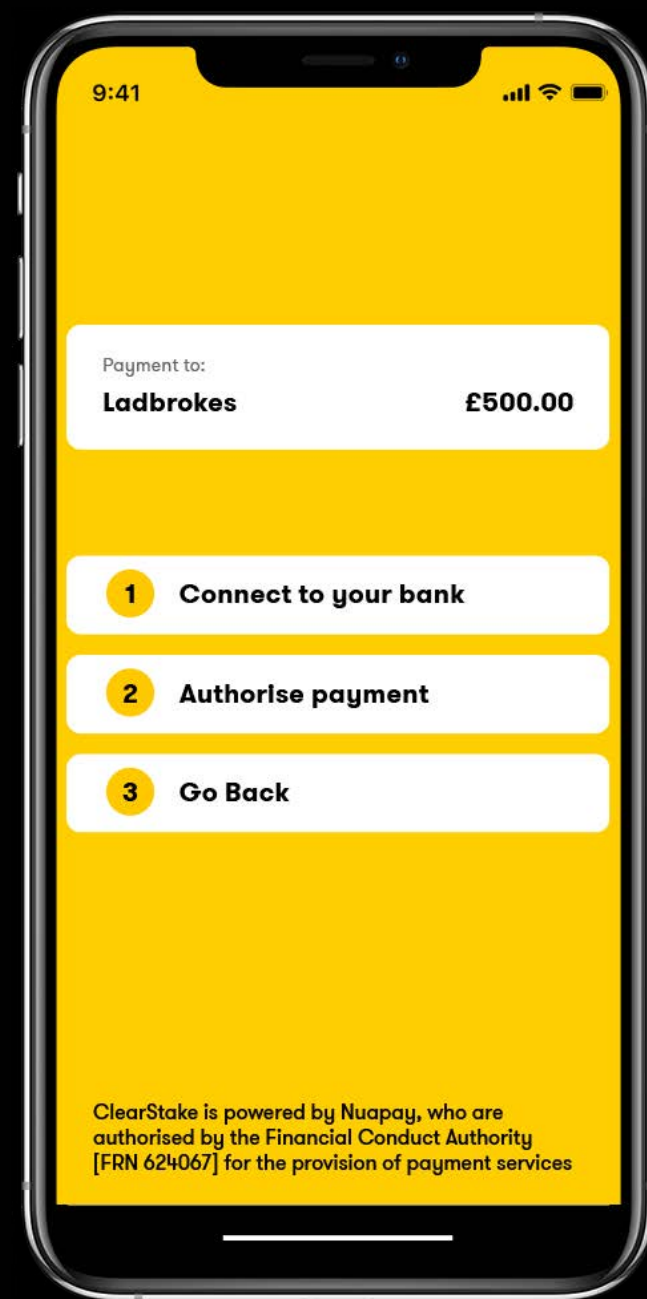 9:41
Payment to:
Ladbrokes £500.00
1 Connect to your bank
2 Authorise payment
3 Go Back
ClearStake is powered by Nuapay, who are
authorised by the Financial Conduct Authority
[FRN 624067] for the provision of payment services